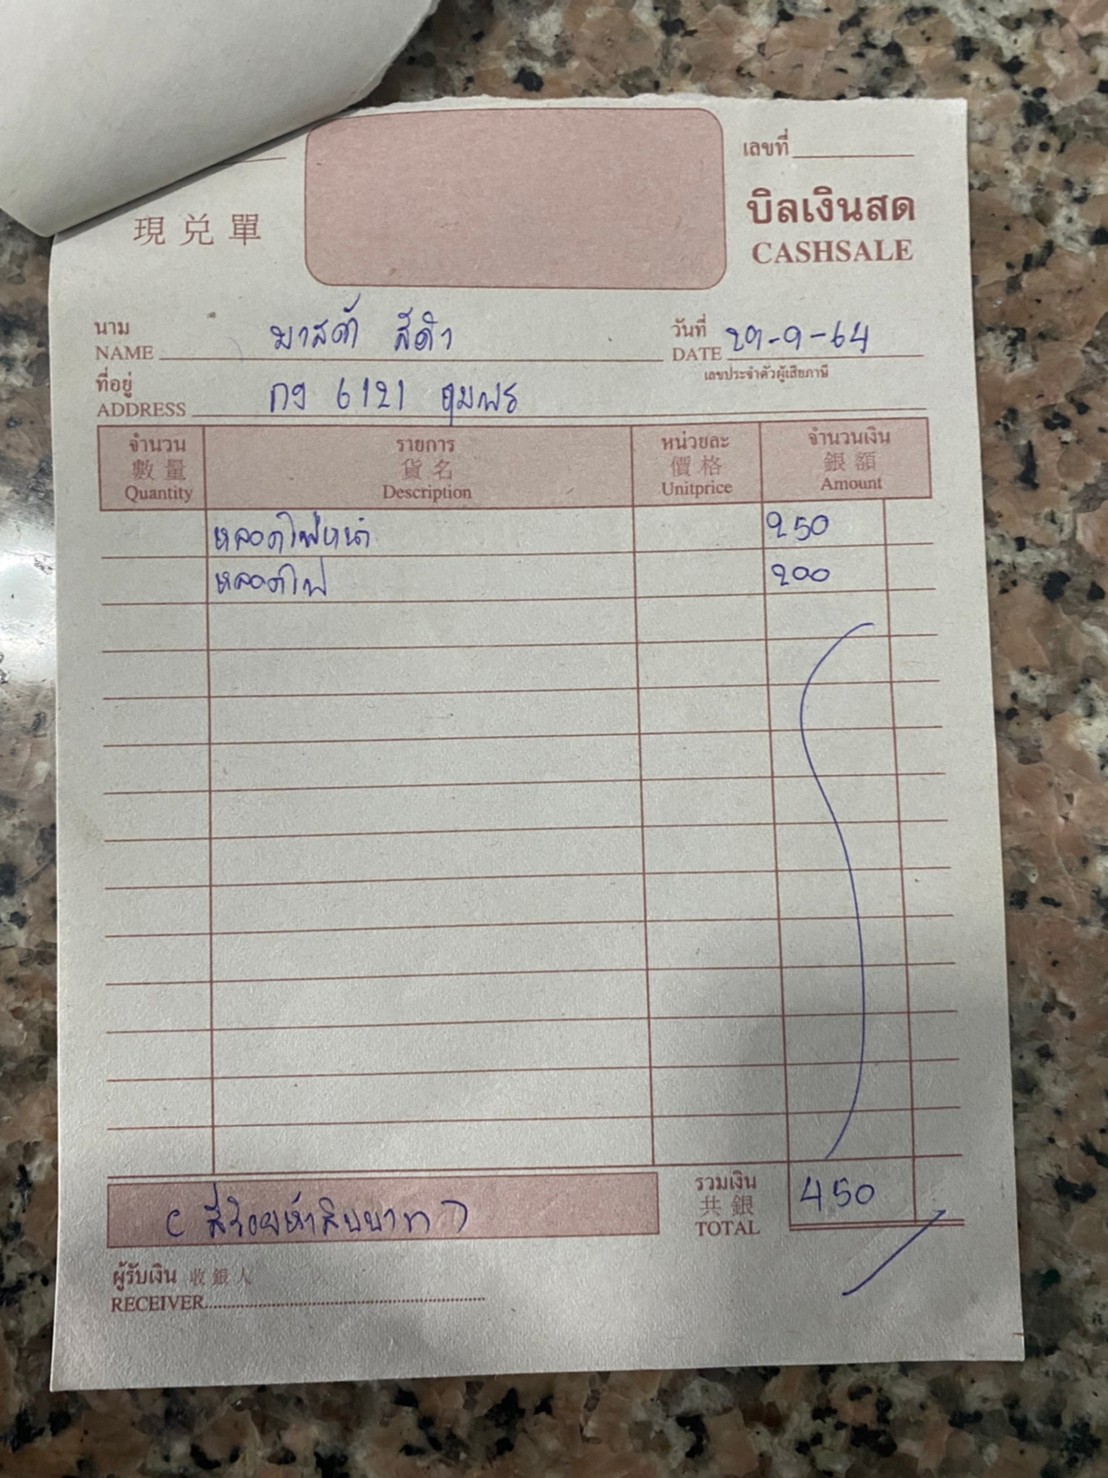 เลขที่
現兑單
บิลเงินสด
CASHSALE
นาม
NAME
มาสด้า สีดำ
วันที่
DATE 29-9-64
เลขประจำตัวผู้เสียภาษี
ที่อยู่
ADDRESS
กง 6121 ชุมพร
จำนวน รายการ หน่วยละ จำนวนเงิน
數量 貨名 價格 銀額
Quantity Description Unitprice Amount
หลอดไฟหน้า 250
หลอดไฟ 200
รวมเงิน
共銀
TOTAL
450
(สี่ร้อยห้าสิบบาท)
ผู้รับเงิน 收銀人
RECEIVER